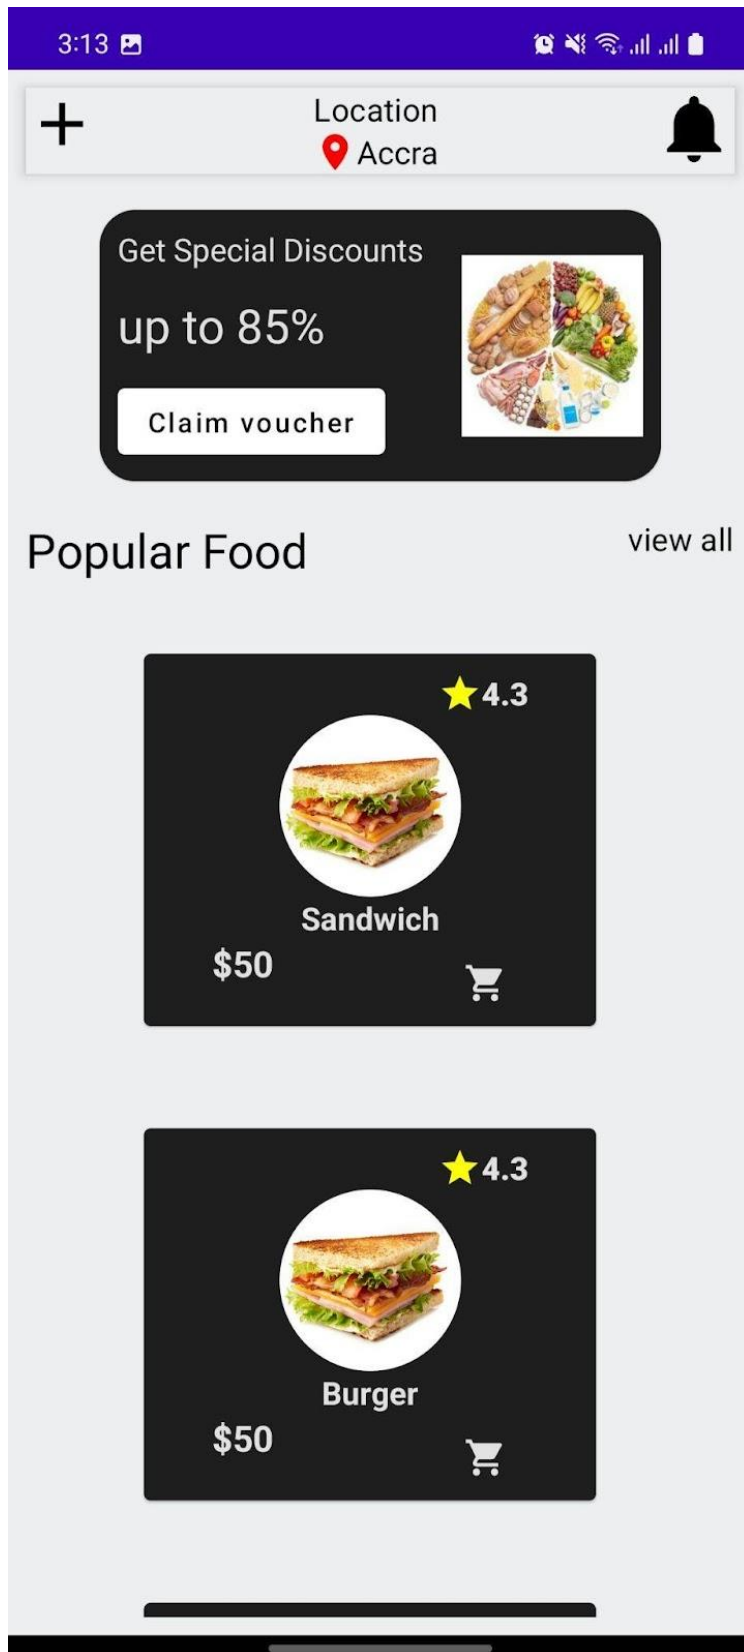 3:13
Location
Accra
Get Special Discounts
up to 85%
Claim voucher
Popular Food
view all
4.3
Sandwich
$50
4.3
Burger
$50